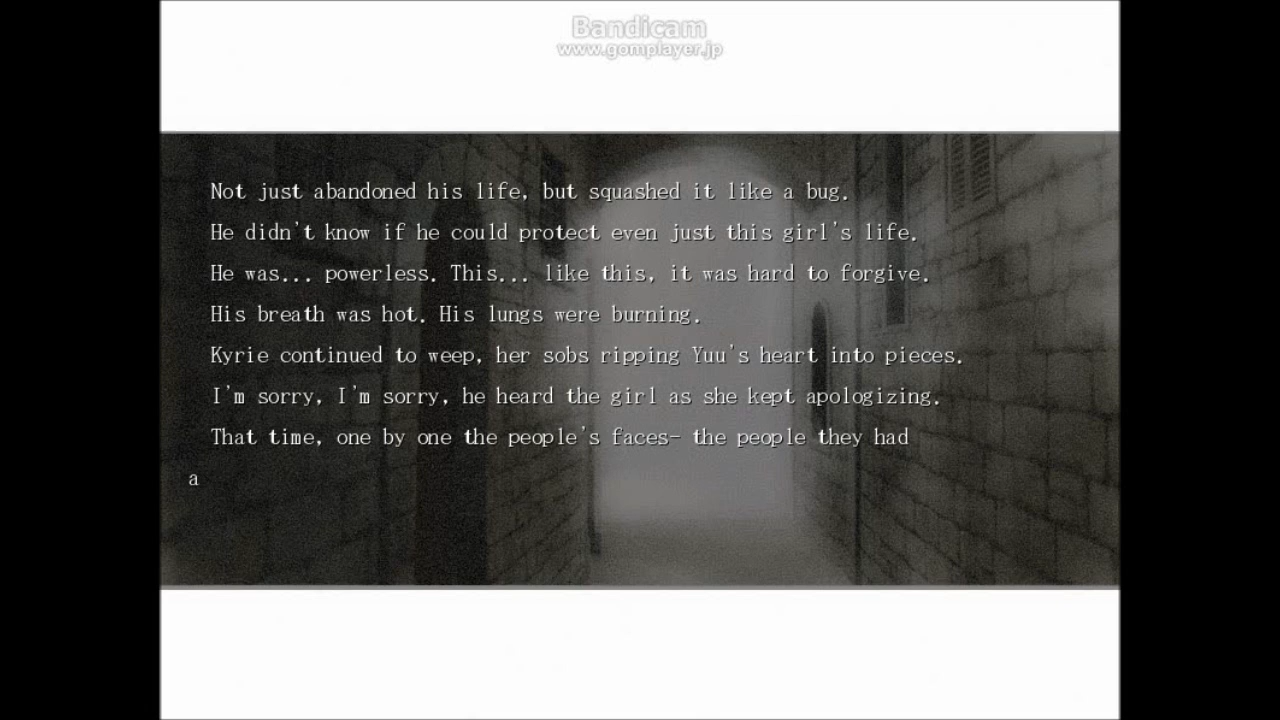 Bandicam
www.gomplayer.jp
Not just abandoned his life, but squashed it like a bug.
He didn't know if he could protect even just this girl's life.
He was... powerless. This... like this, it was hard to forgive.
His breath was hot. His lungs were burning.
Kyrie continued to weep, her sobs ripping Yuu's heart into pieces.
I'm sorry, I'm sorry, he heard the girl as she kept apologizing.
That time, one by one the people's faces- the people they had
a